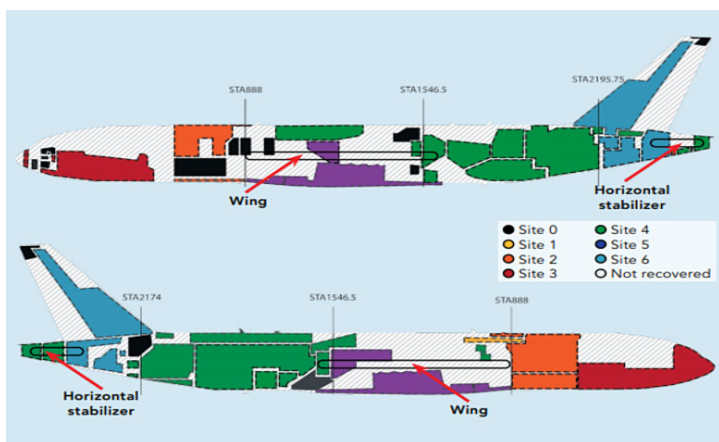 STA2195.75
STA888
STA1546.5
Wing
Horizontal
stabilizer
Site 0
Site 4
Site 1
Site 5
Site 2
Site 6
Site 3
Not recovered
STA2174
STA1546.5
STA888
Horizontal
stabilizer
Wing